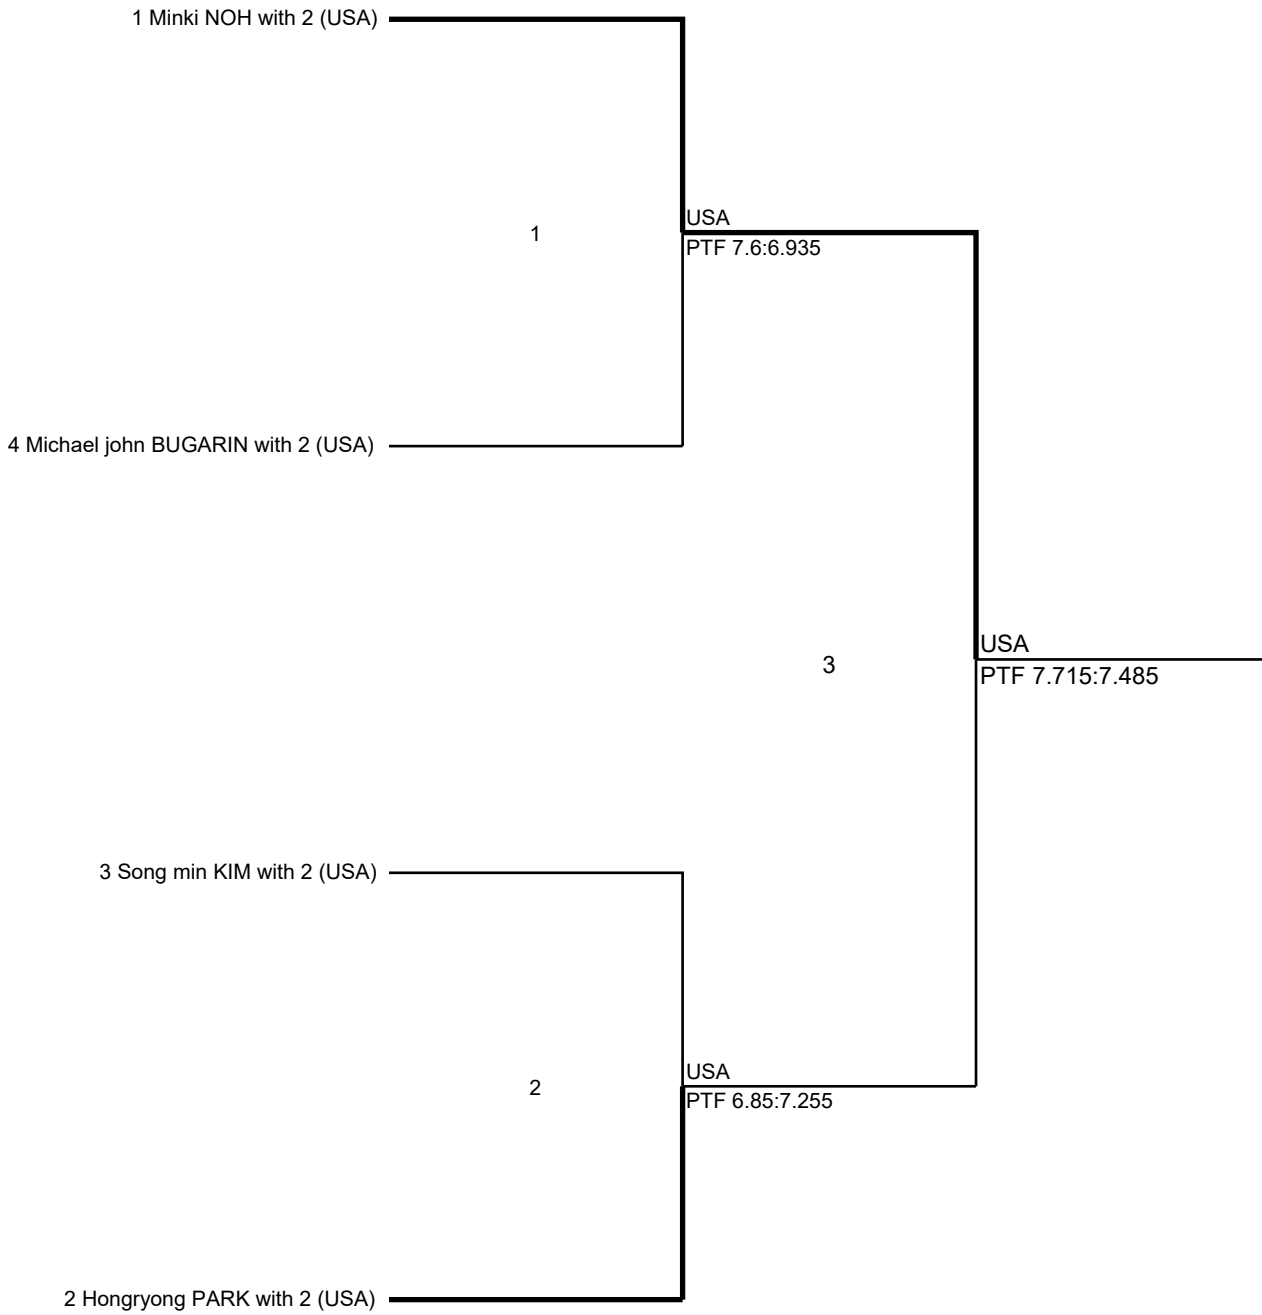 1 Minki NOH with 2 (USA)
USA
1
PTF 7.6:6.935
4 Michael john BUGARIN with 2 (USA)
USA
3
PTF 7.715:7.485
3 Song min KIM with 2 (USA)
USA
2
PTF 6.85:7.255
2 Hongryong PARK with 2 (USA)